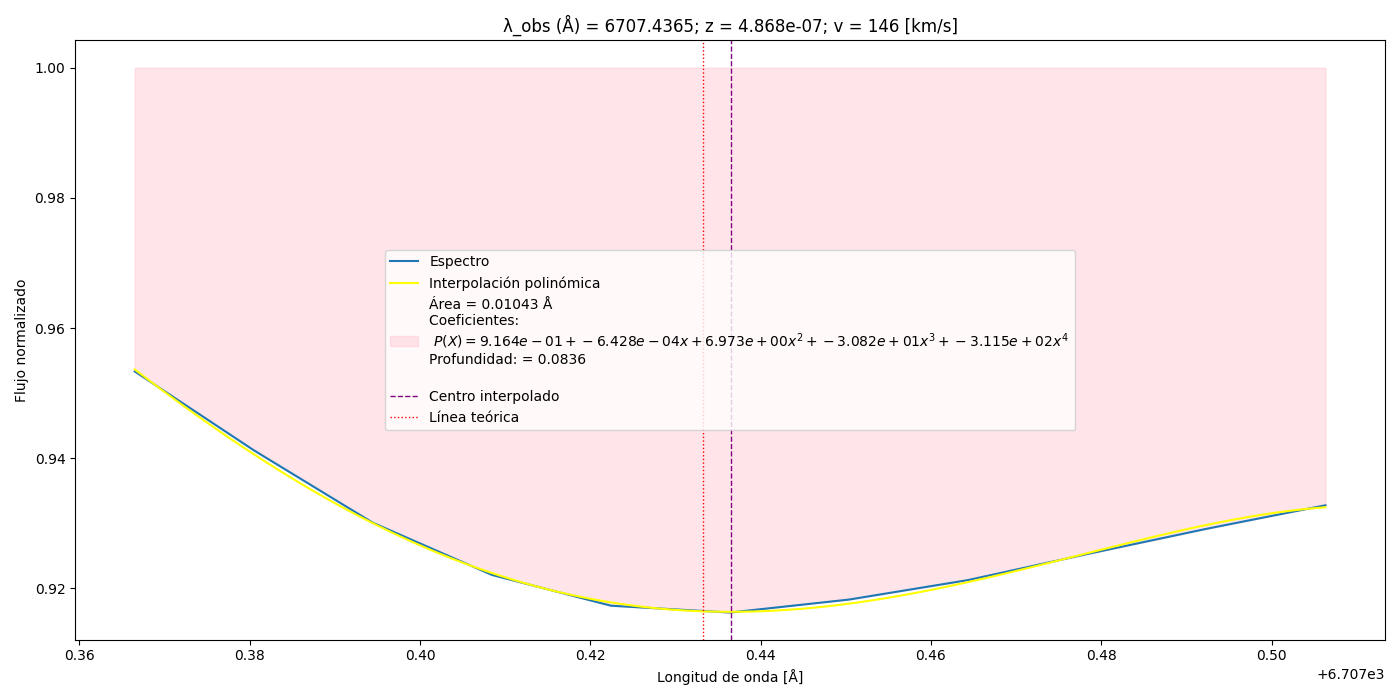 λ_obs (Å) = 6707.4365; z = 4.868e-07; v = 146 [km/s]
Flujo normalizado
1.00
0.98
0.96
0.94
0.92
Espectro
Interpolación polinómica
Área = 0.01043 Å
Coeficientes:
P(X) = 9.164e − 01 + −6.428e − 04x + 6.973e + 00x² + −3.082e + 01x³ + −3.115e + 02x⁴
Profundidad: = 0.0836
Centro interpolado
Línea teórica
0.36 0.38 0.40 0.42 0.44 0.46 0.48 0.50
+6.707e3
Longitud de onda [Å]